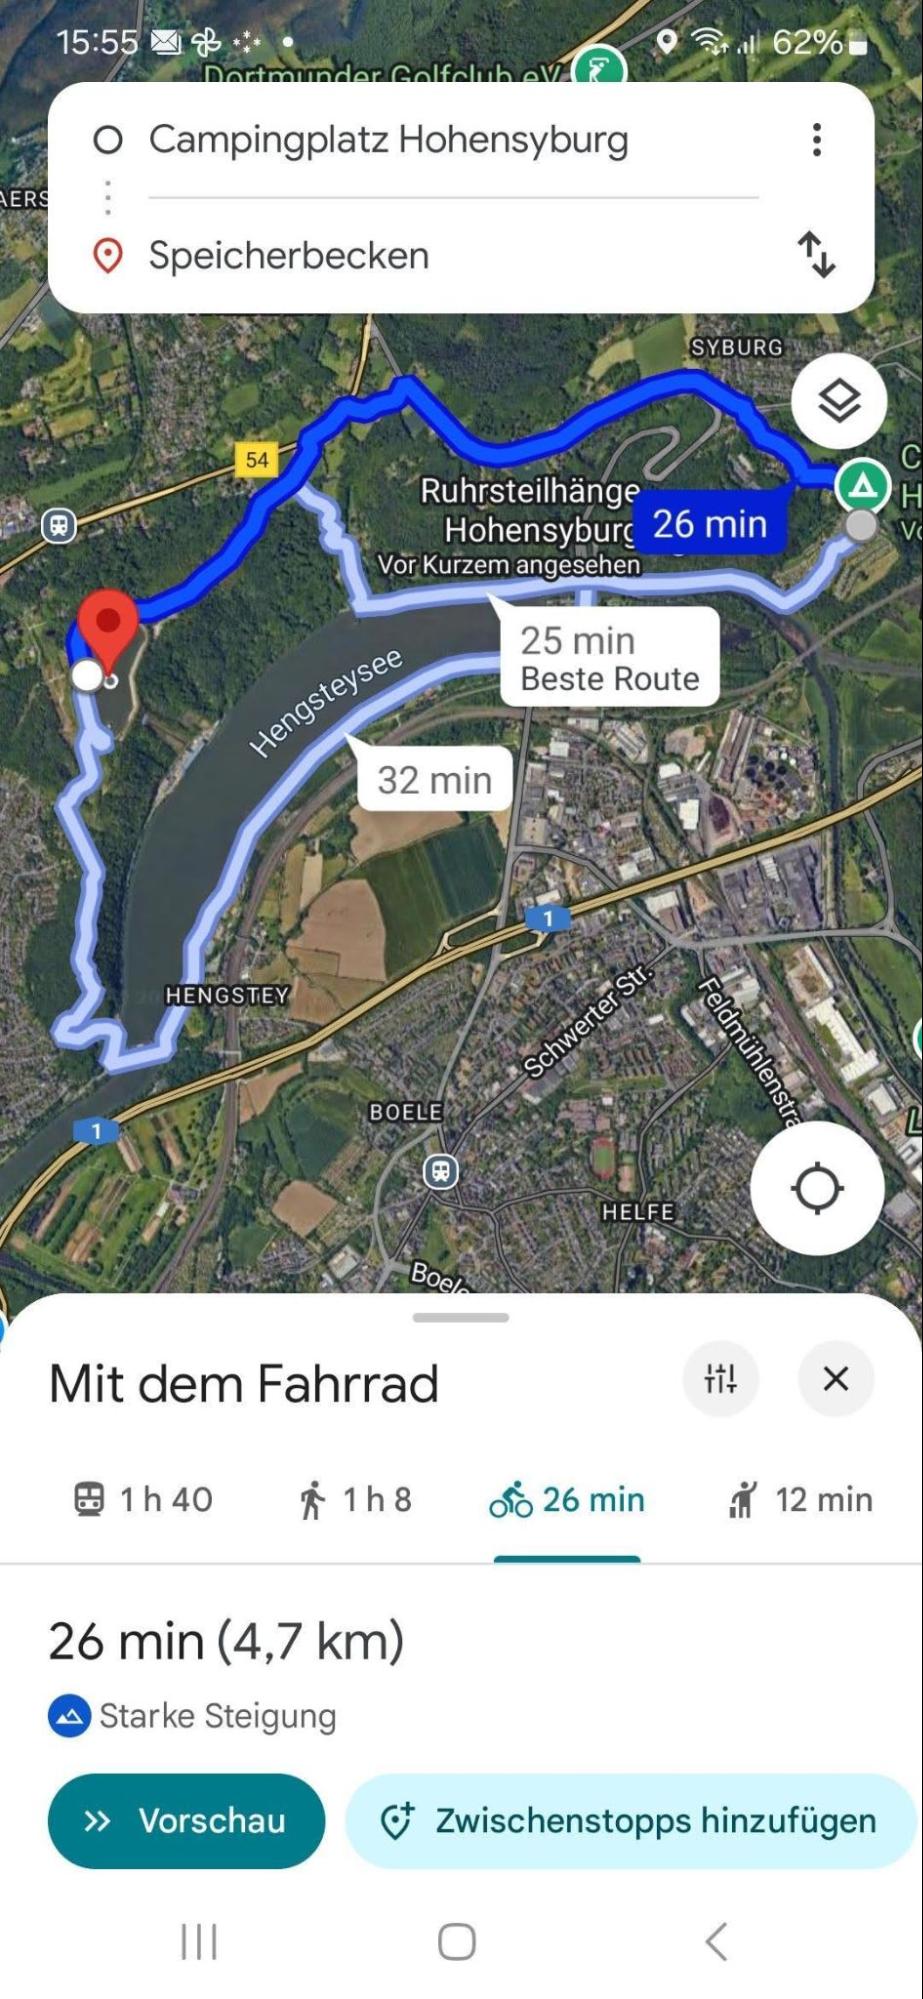 15:55
62%
Dortmunder Golfclub eV
Campingplatz Hohensyburg
AERS
Speicherbecken
SYBURG
54
Ruhrsteilhänge
Hohensyburg
26 min
Vor Kurzem angesehen
C
H
Vo
25 min
Beste Route
Hengsteysee
32 min
1
HENGSTEY
Schwerter Str.
Feldmühlenstra
BOELE
1
HELFE
Boele
L
Mit dem Fahrrad
1 h 40
1 h 8
26 min
12 min
26 min (4,7 km)
Starke Steigung
Vorschau
Zwischenstopps hinzufügen